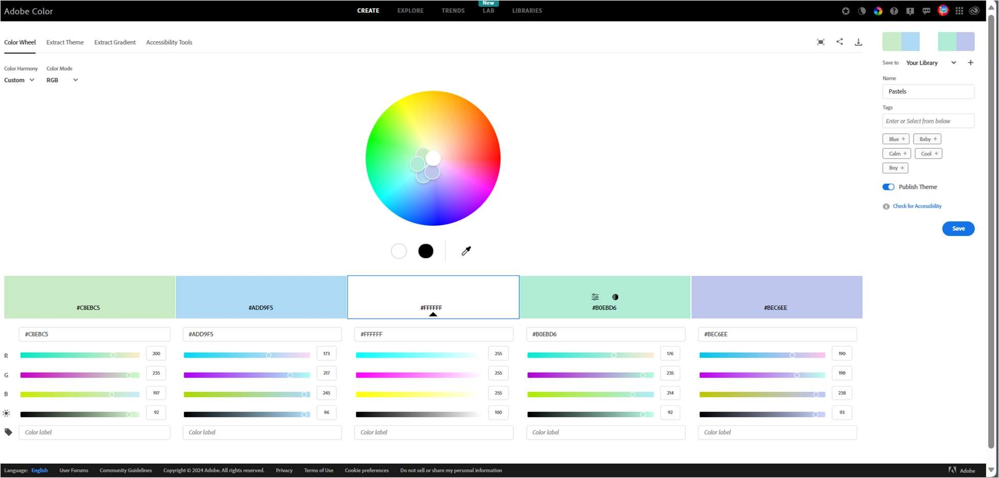 Adobe Color
CREATE EXPLORE TRENDS New LAB LIBRARIES
Color Wheel Extract Theme Extract Gradient Accessibility Tools
Color Harmony Color Mode
Custom RGB
Save to Your Library +
Name
Pastels
Tags
Enter or Select from below
Blue + Baby +
Calm + Cool +
Boy +
Publish Theme
Check for Accessibility
Save
#C8EBC5 #ADD9F5 #FFFFFF #B0EBD6 #BEC6EE
#C8EBC5 #ADD9F5 #FFFFFF #B0EBD6 #BEC6EE
R 200 173 255 176 190
G 235 217 255 235 198
B 197 245 255 214 238
92 96 100 92 93
Color label Color label Color label Color label Color label
Language: English User Forums Community Guidelines Copyright © 2024 Adobe. All rights reserved. Privacy Terms of Use Cookie preferences Do not sell or share my personal information Adobe